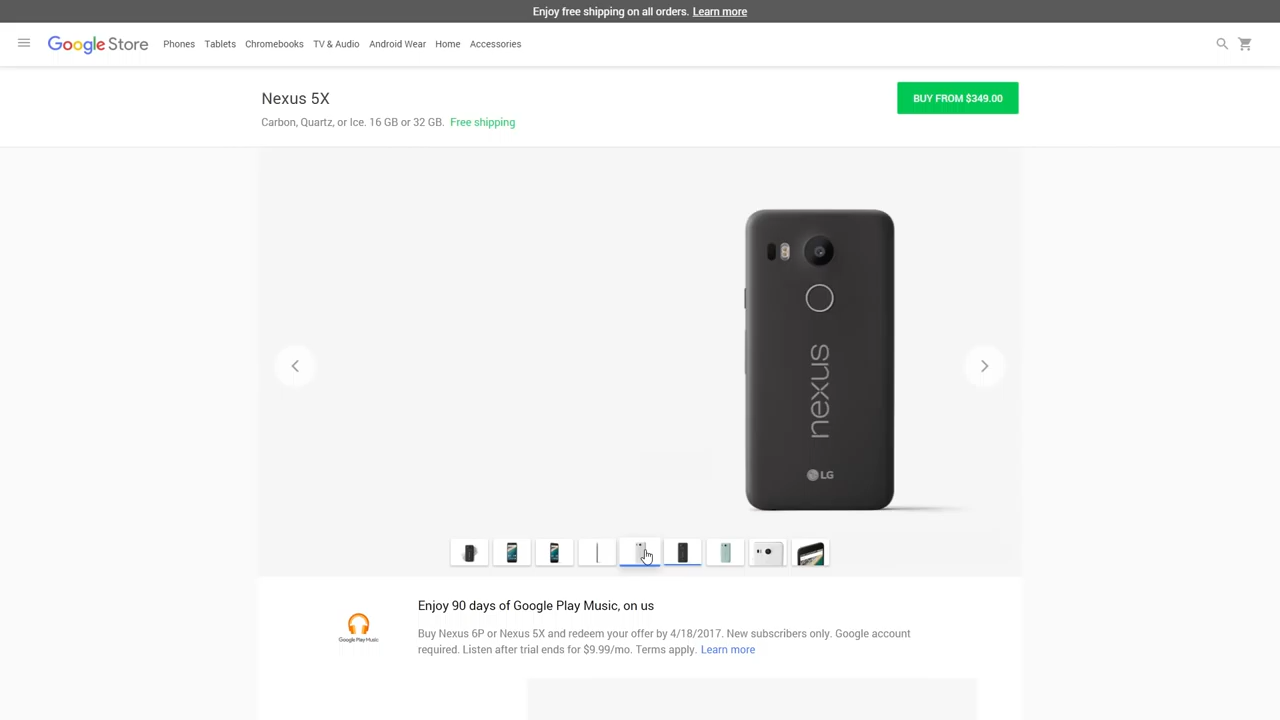 Enjoy free shipping on all orders. Learn more
Google Store Phones Tablets Chromebooks TV & Audio Android Wear Home Accessories
Nexus 5X
BUY FROM $349.00
Carbon, Quartz, or Ice. 16 GB or 32 GB. Free shipping
nexus
LG
Enjoy 90 days of Google Play Music, on us
Google Play Music
Buy Nexus 6P or Nexus 5X and redeem your offer by 4/18/2017. New subscribers only. Google account
required. Listen after trial ends for $9.99/mo. Terms apply. Learn more